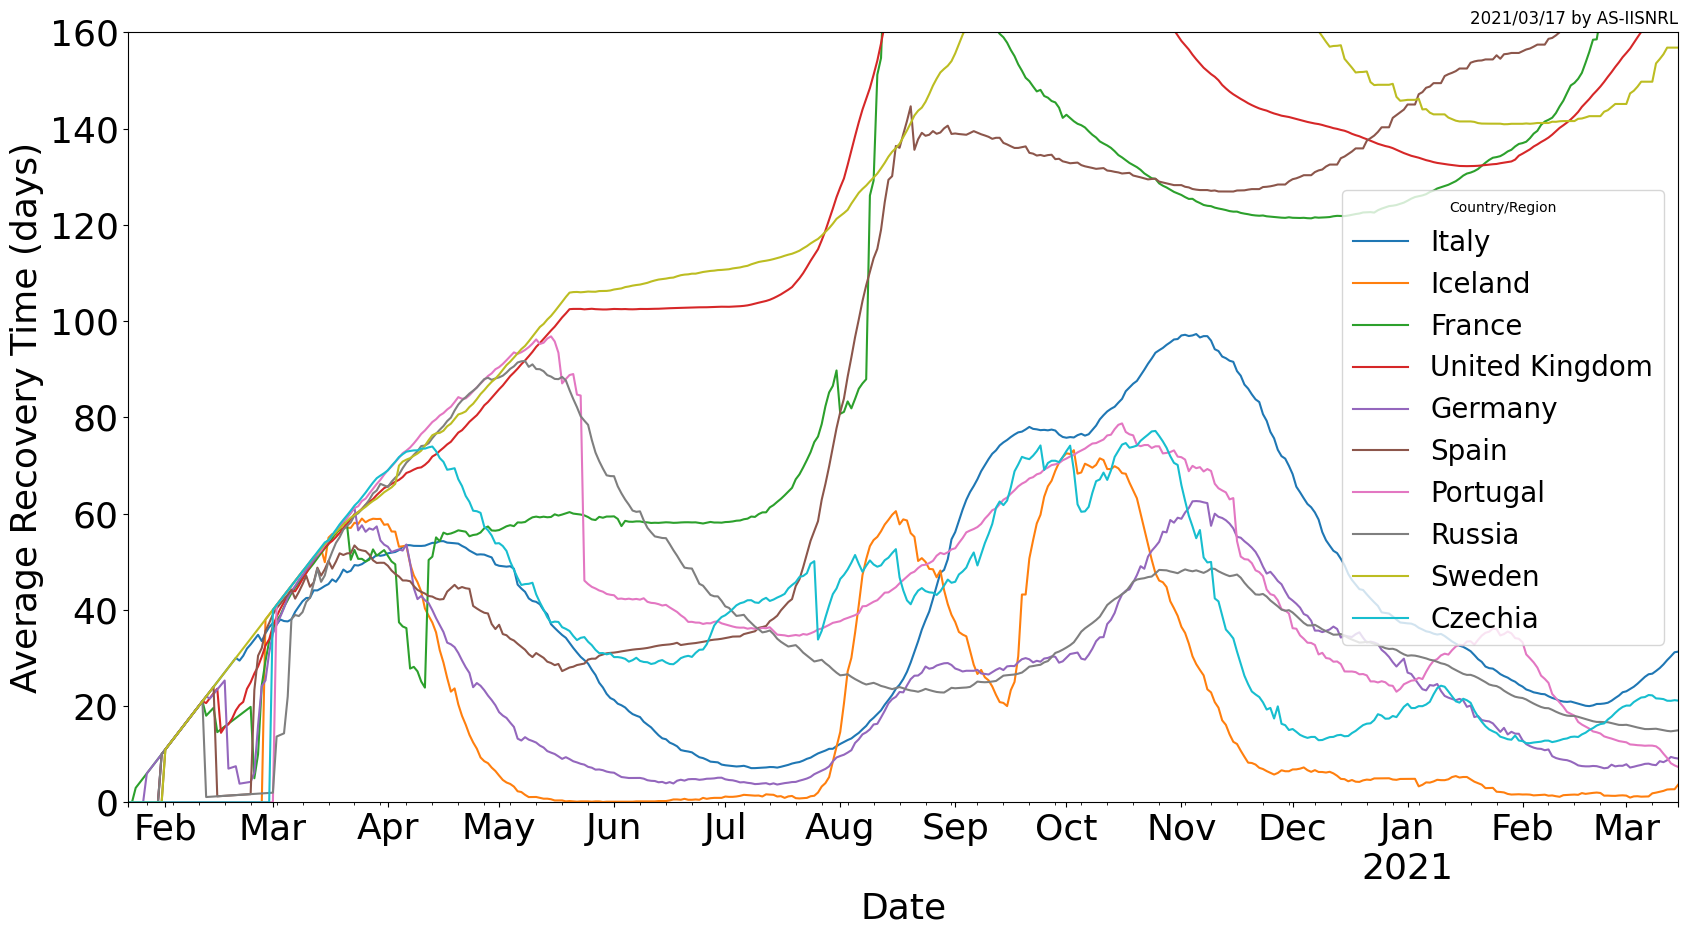 2021/03/17 by AS-IISNRL
160
140
120
100
80
60
40
20
0
Average Recovery Time (days)
Country/Region
Italy
Iceland
France
United Kingdom
Germany
Spain
Portugal
Russia
Sweden
Czechia
Feb Mar Apr May Jun Jul Aug Sep Oct Nov Dec Jan Feb Mar
2021
Date